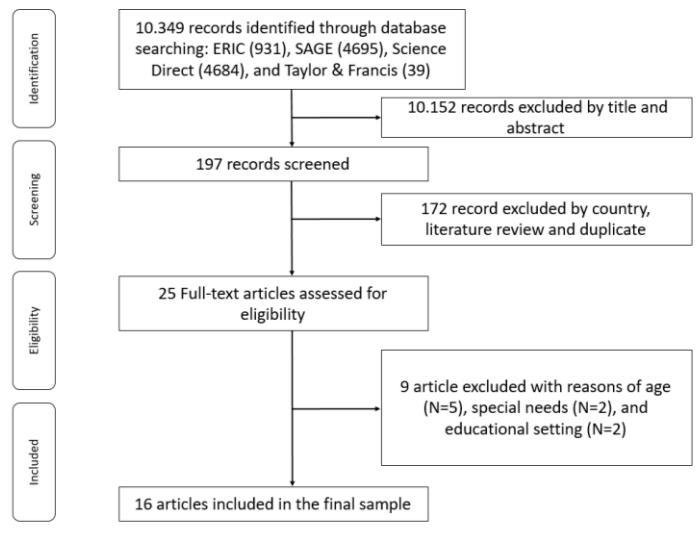 Identification
10.349 records identified through database
searching: ERIC (931), SAGE (4695), Science
Direct (4684), and Taylor & Francis (39)
10.152 records excluded by title and
abstract
Screening
197 records screened
172 record excluded by country,
literature review and duplicate
Eligibility
25 Full-text articles assessed for
eligibility
9 article excluded with reasons of age
(N=5), special needs (N=2), and
educational setting (N=2)
Included
16 articles included in the final sample